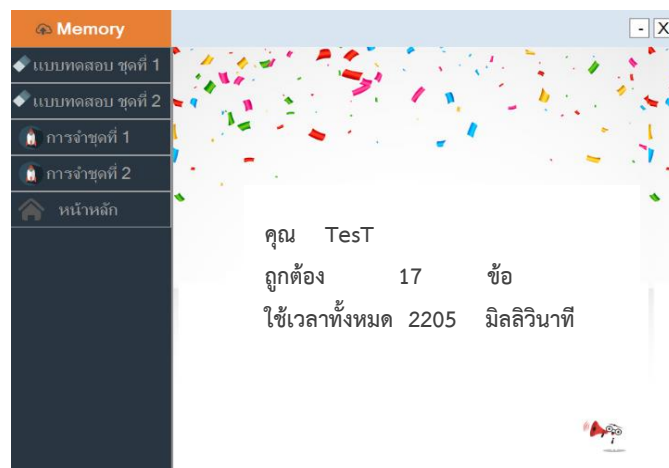 Memory
- X
แบบทดสอบ ชุดที่ 1
แบบทดสอบ ชุดที่ 2
การจำชุดที่ 1
การจำชุดที่ 2
หน้าหลัก
คุณ TesT
ถูกต้อง 17 ข้อ
ใช้เวลาทั้งหมด 2205 มิลลิวินาที